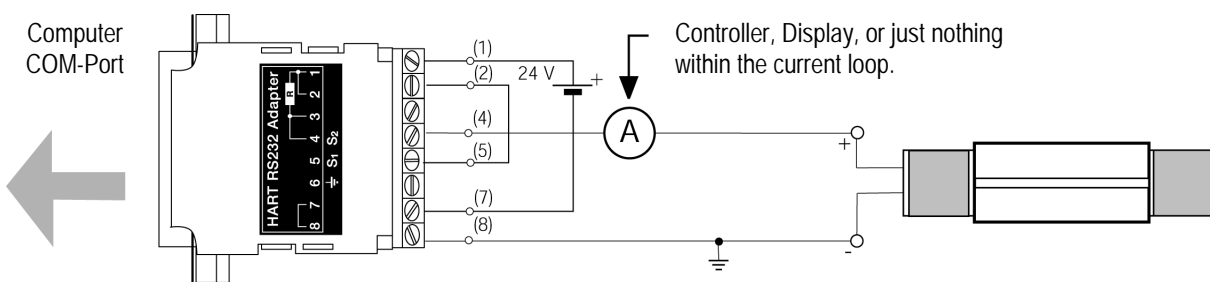 Computer
COM-Port
HART RS232 Adapter
R
1
2
3
4 S2
5 S1
6
7
8
(1)
(2)
24 V
+
(4)
(5)
(7)
(8)
A
Controller, Display, or just nothing
within the current loop.
+
-